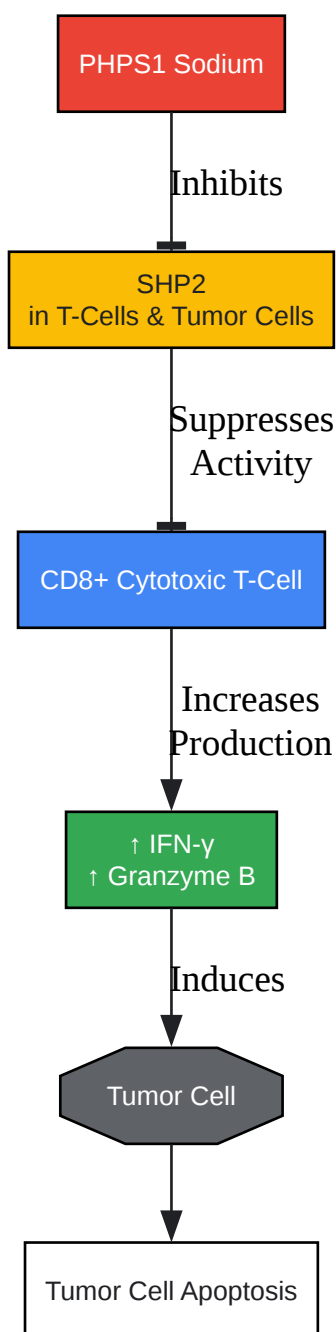 PHPS1 Sodium
Inhibits
SHP2
in T-Cells & Tumor Cells
Suppresses
Activity
CD8+ Cytotoxic T-Cell
Increases
Production
↑ IFN-γ
↑ Granzyme B
Induces
Tumor Cell
Tumor Cell Apoptosis